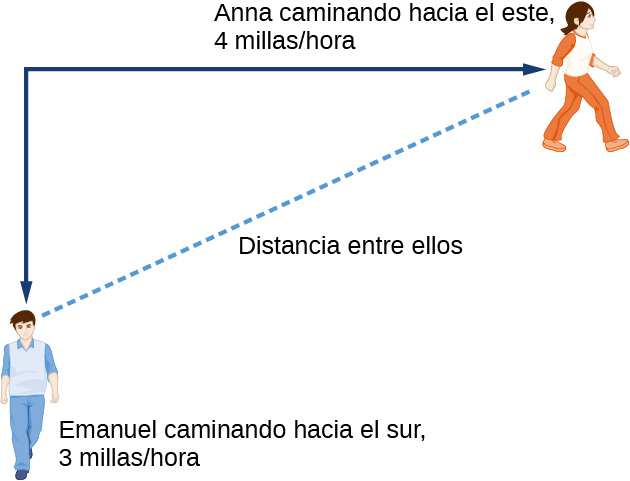 Anna caminando hacia el este,
4 millas/hora
Distancia entre ellos
Emanuel caminando hacia el sur,
3 millas/hora